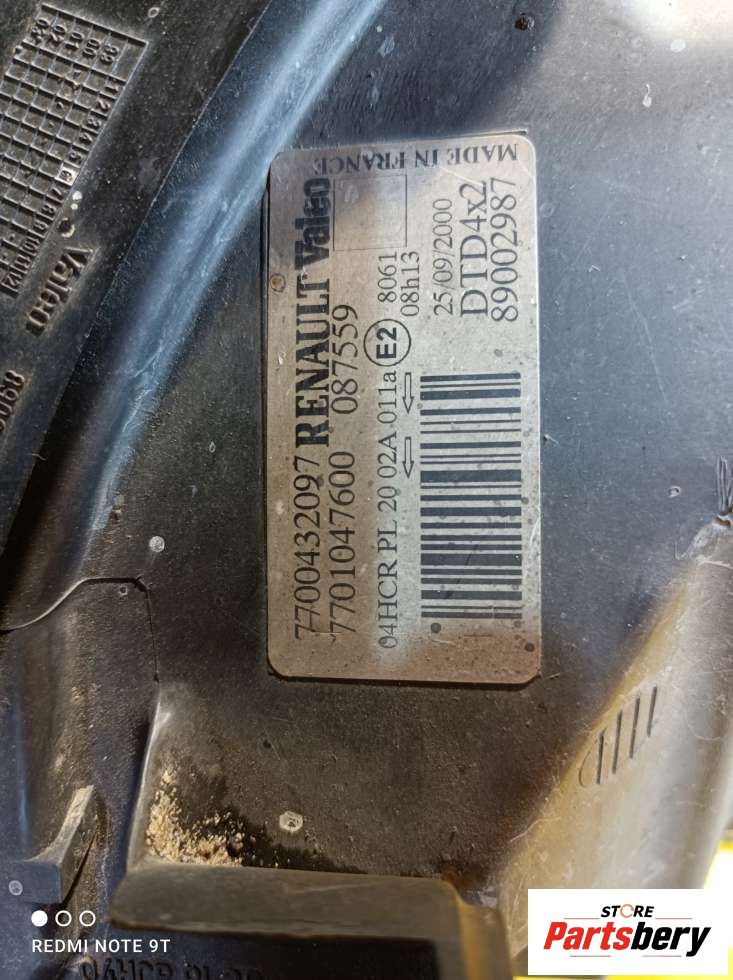 7700432097 RENAULT Valeo
7701047600 087559
04HCR PL 20 02A 011a E2 8061
08h13
25/09/2000
DTD4x2
89002987
MADE IN FRANCE
Valeo
REDMI NOTE 9T
STORE
Partsbery